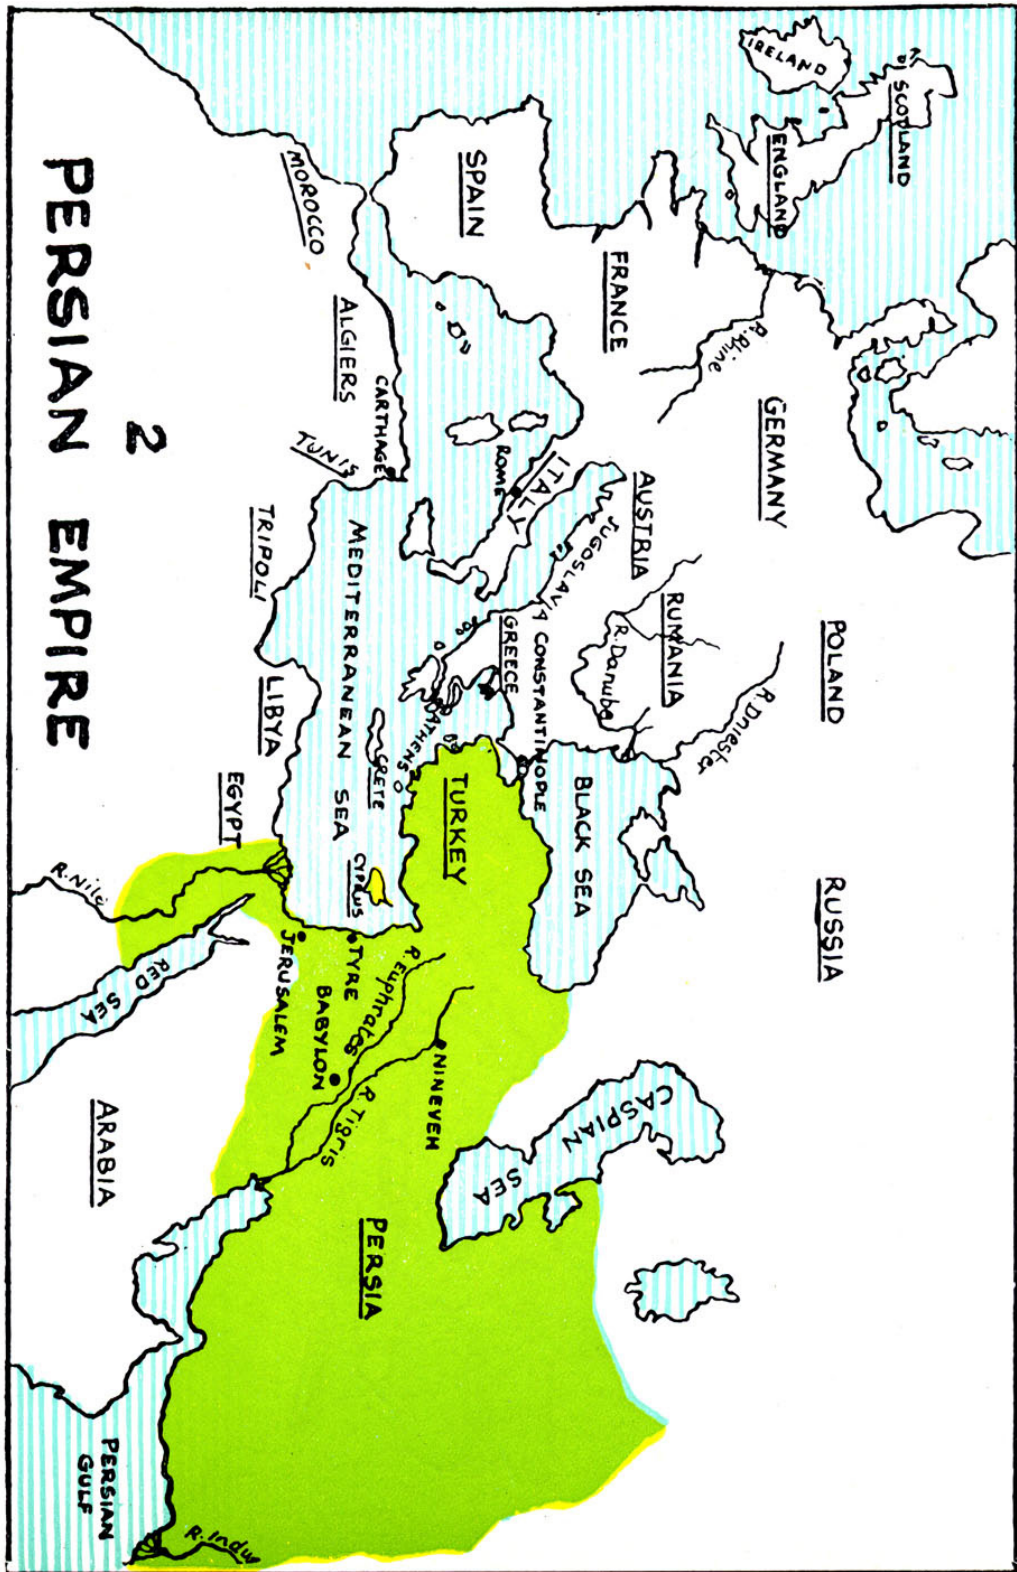 SCOTLAND
IRELAND
ENGLAND
SPAIN
FRANCE
R. Rhine
GERMANY
POLAND
RUSSIA
MOROCCO
ALGIERS
CARTHAGE
TUNIS
ROME
ITALY
AUSTRIA
JUGOSLAVIA
RUMANIA
R. Danube
R. Dniester
GREECE
CONSTANTINOPLE
BLACK SEA
TRIPOLI
MEDITERRANEAN SEA
LIBYA
CRETE
ATHENS
TURKEY
CYPRUS
EGYPT
R. Nile
RED
SEA
JERUSALEM
TYRE
BABYLON
R. Euphrates
R. Tigris
NINEVEH
CASPIAN
SEA
ARABIA
PERSIA
PERSIAN
GULF
R. Indus
2
PERSIAN EMPIRE